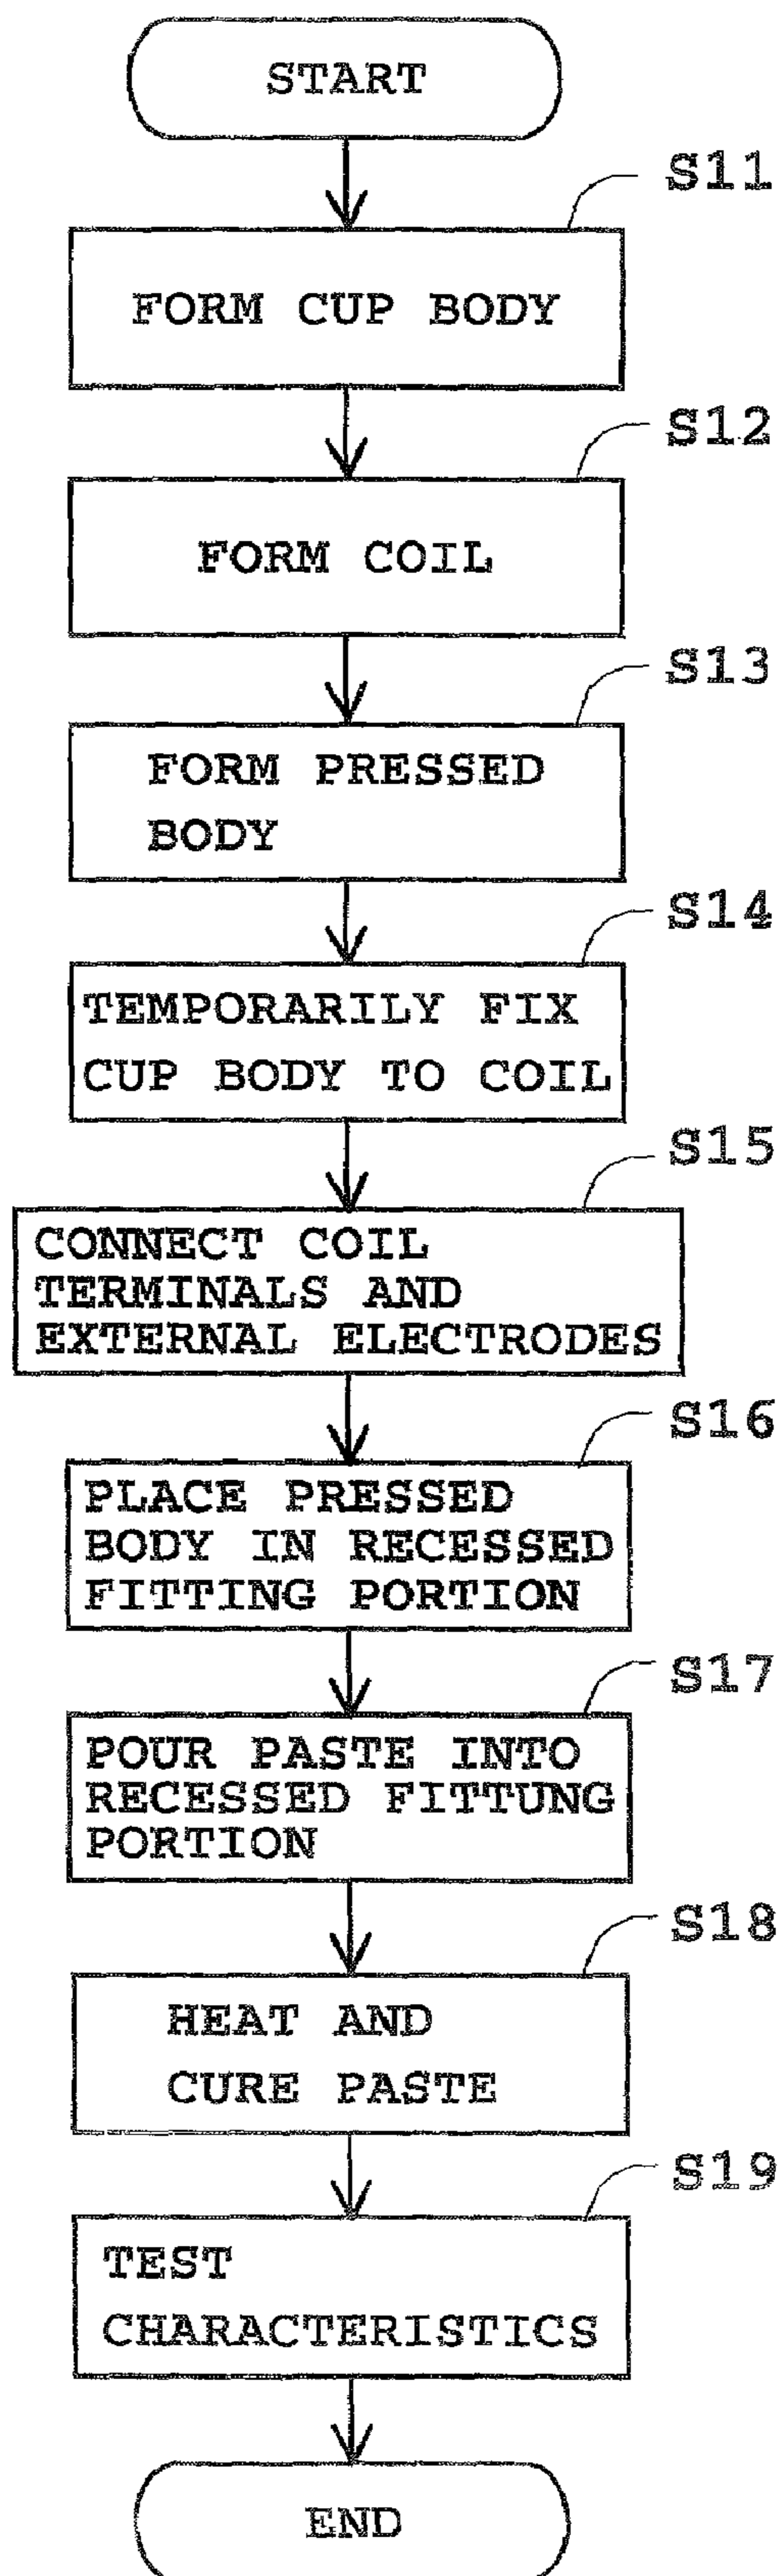 START
S11
FORM CUP BODY
S12
FORM COIL
S13
FORM PRESSED
BODY
S14
TEMPORARILY FIX
CUP BODY TO COIL
S15
CONNECT COIL
TERMINALS AND
EXTERNAL ELECTRODES
S16
PLACE PRESSED
BODY IN RECESSED
FITTING PORTION
S17
POUR PASTE INTO
RECESSED FITTUNG
PORTION
S18
HEAT AND
CURE PASTE
S19
TEST
CHARACTERISTICS
END